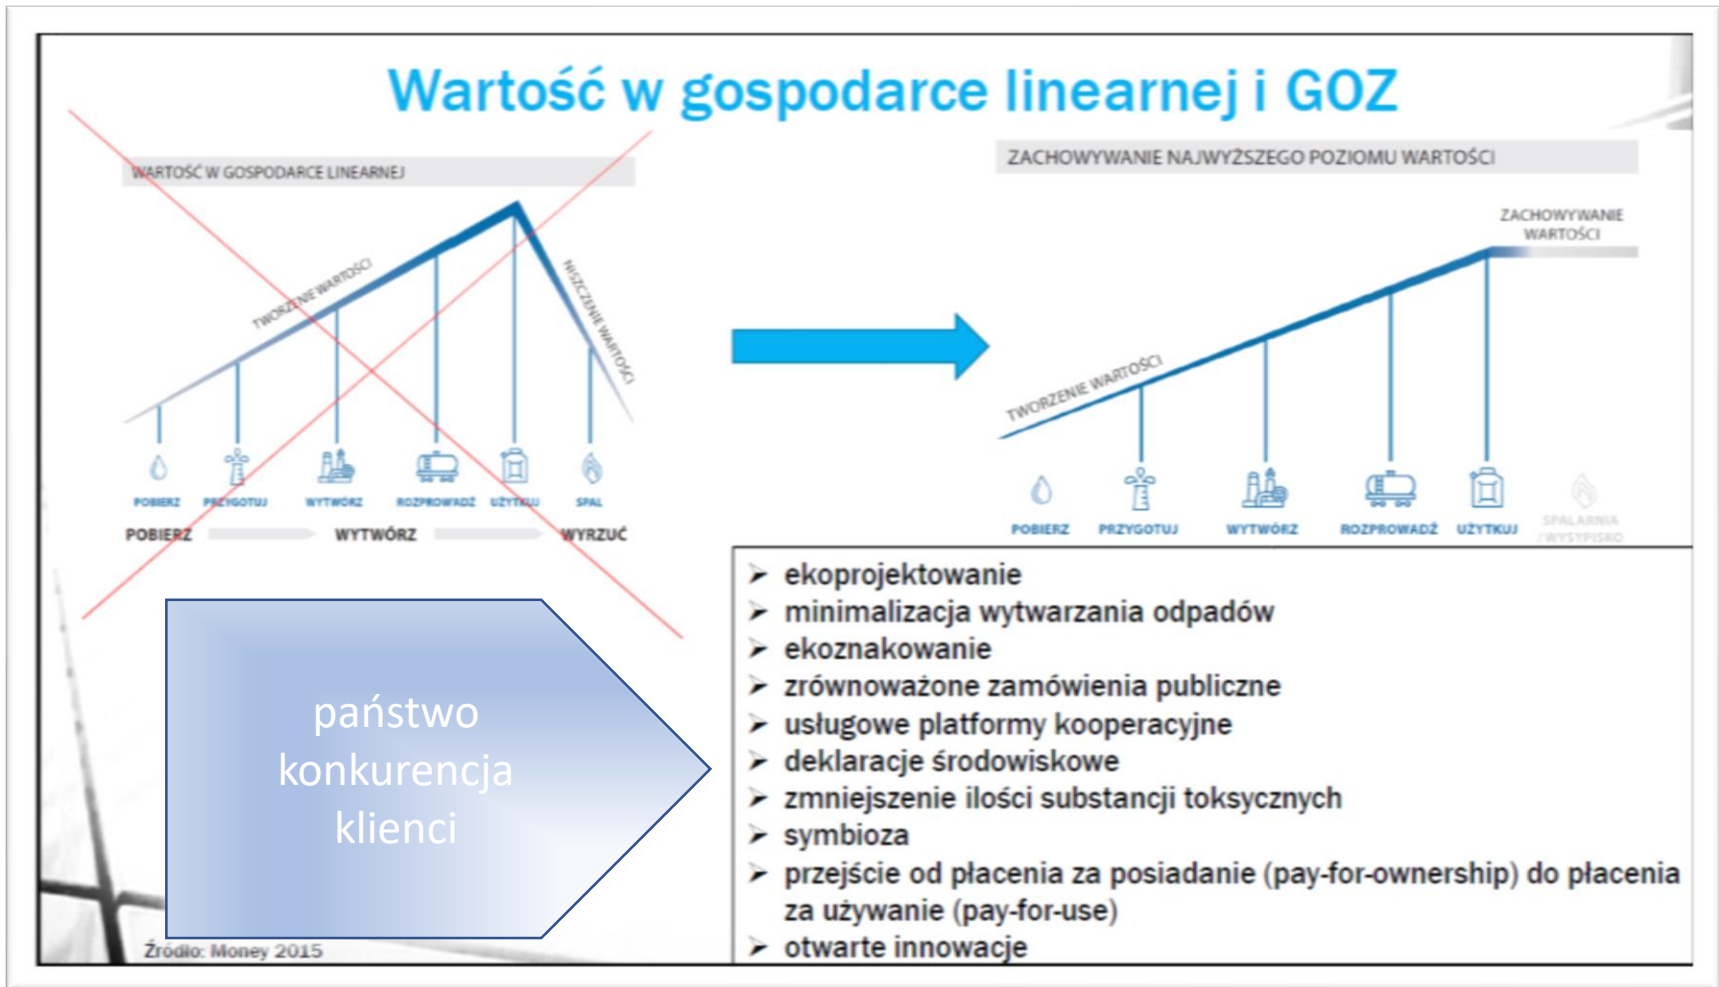 Wartość w gospodarce linearnej i GOZ
WARTOŚĆ W GOSPODARCE LINEARNEJ
TWORZENIE WARTOŚCI
NISZCZENIE WARTOŚCI
POBIERZ PRZYGOTUJ WYTWÓRZ ROZPROWADŹ UŻYTKUJ SPAL
POBIERZ WYTWÓRZ WYRZUĆ
ZACHOWYWANIE NAJWYŻSZEGO POZIOMU WARTOŚCI
ZACHOWYWANIE
WARTOŚCI
TWORZENIE WARTOŚCI
POBIERZ PRZYGOTUJ WYTWÓRZ ROZPROWADŹ UŻYTKUJ SPALARNIA
/ WYSYPISKO
państwo
konkurencja
klienci
➢ ekoprojektowanie
➢ minimalizacja wytwarzania odpadów
➢ ekoznakowanie
➢ zrównoważone zamówienia publiczne
➢ usługowe platformy kooperacyjne
➢ deklaracje środowiskowe
➢ zmniejszenie ilości substancji toksycznych
➢ symbioza
➢ przejście od płacenia za posiadanie (pay-for-ownership) do płacenia
za używanie (pay-for-use)
➢ otwarte innowacje
Źródło: Money 2015